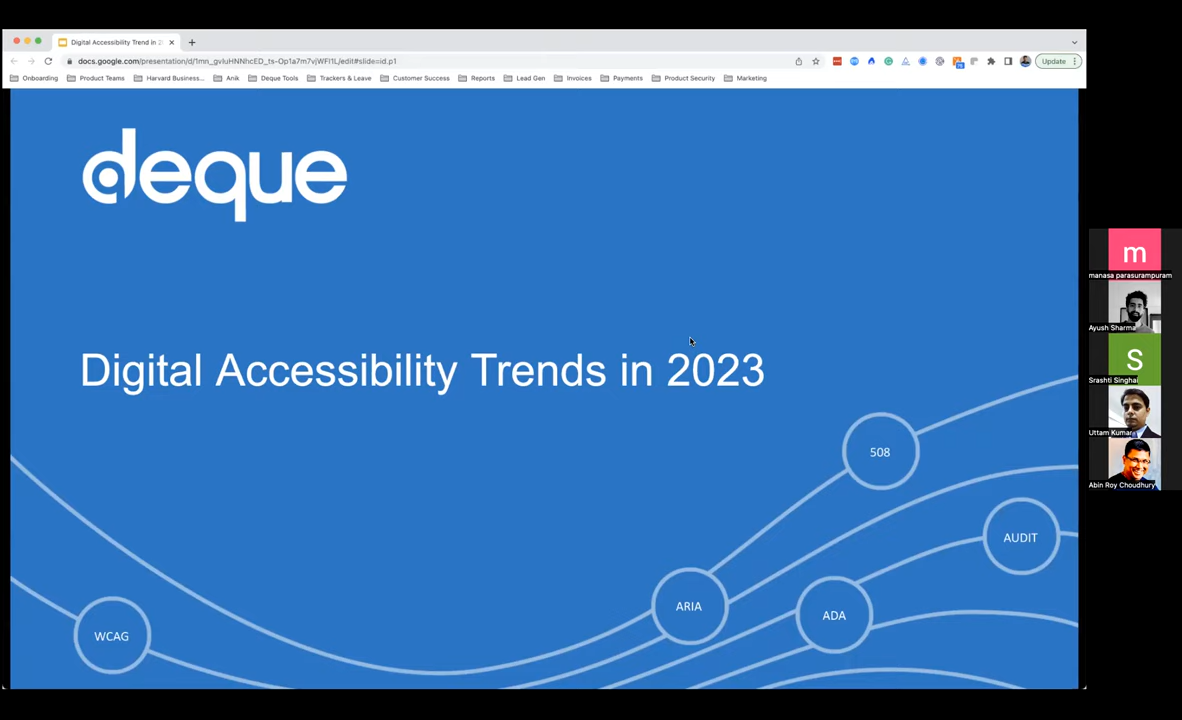 Digital Accessibility Trend in 2
docs.google.com/presentation/d/1mn_gvluHNNhcED_ts-Op1a7m7vjWFI1L/edit#slide=id.p1
Update
Onboarding Product Teams Harvard Business... Anik Deque Tools Trackers & Leave Customer Success Reports Lead Gen Invoices Payments Product Security Marketing
deque
Digital Accessibility Trends in 2023
508
AUDIT
ARIA
ADA
WCAG
m
manasa parasurampuram
Ayush Sharma
S
Srashti Singhai
Uttam Kumar
Abin Roy Choudhury